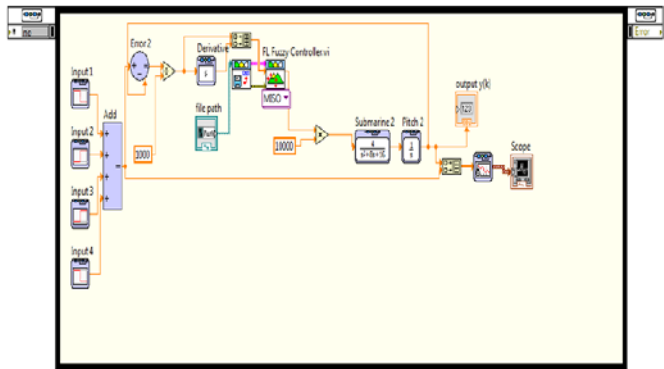 Error
Error 2
Derivative
FL Fuzzy Controller.vi
Input 1
MISO
output y(k)
file path
Add
Submarine 2
Pitch 2
Input 2
1000
10000
Scope
Input 3
Input 4